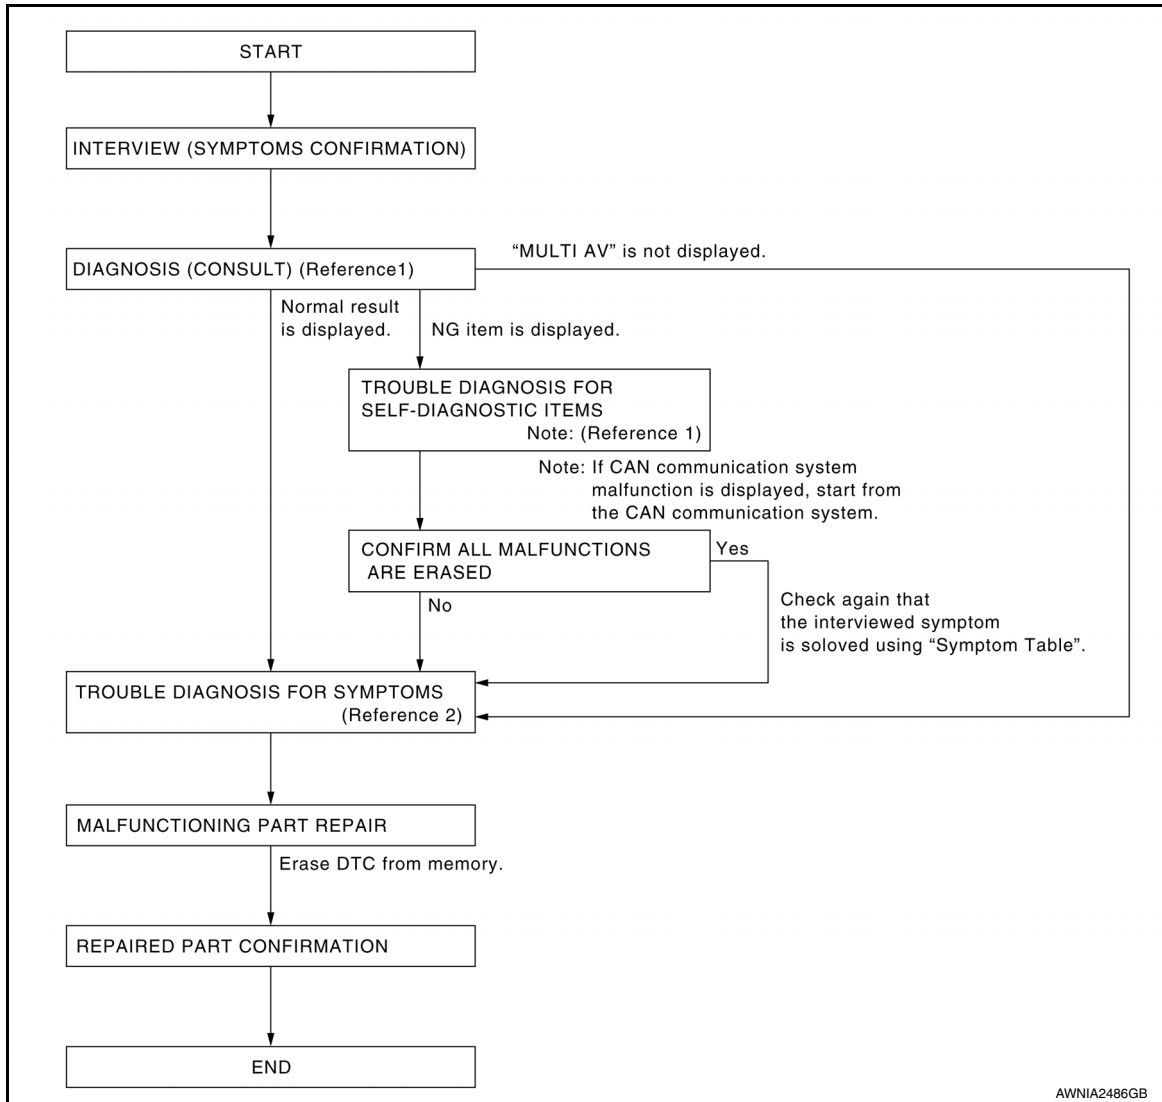 START
INTERVIEW (SYMPTOMS CONFIRMATION)
DIAGNOSIS (CONSULT) (Reference1)
“MULTI AV” is not displayed.
Normal result
is displayed.
NG item is displayed.
TROUBLE DIAGNOSIS FOR
SELF-DIAGNOSTIC ITEMS
Note: (Reference 1)
Note: If CAN communication system
malfunction is displayed, start from
the CAN communication system.
CONFIRM ALL MALFUNCTIONS
ARE ERASED
Yes
No
Check again that
the interviewed symptom
is soloved using “Symptom Table”.
TROUBLE DIAGNOSIS FOR SYMPTOMS
(Reference 2)
MALFUNCTIONING PART REPAIR
Erase DTC from memory.
REPAIRED PART CONFIRMATION
END
AWNIA2486GB